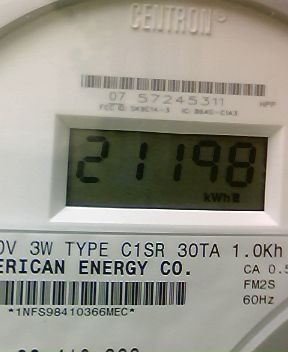 CENTRON
07 57245311 HPP
21198
kWh
0V 3W TYPE C1SR 30TA 1.0Kh
ERICAN ENERGY CO. CA 0.5
FM2S
*1NFS98410366MEC* 60Hz